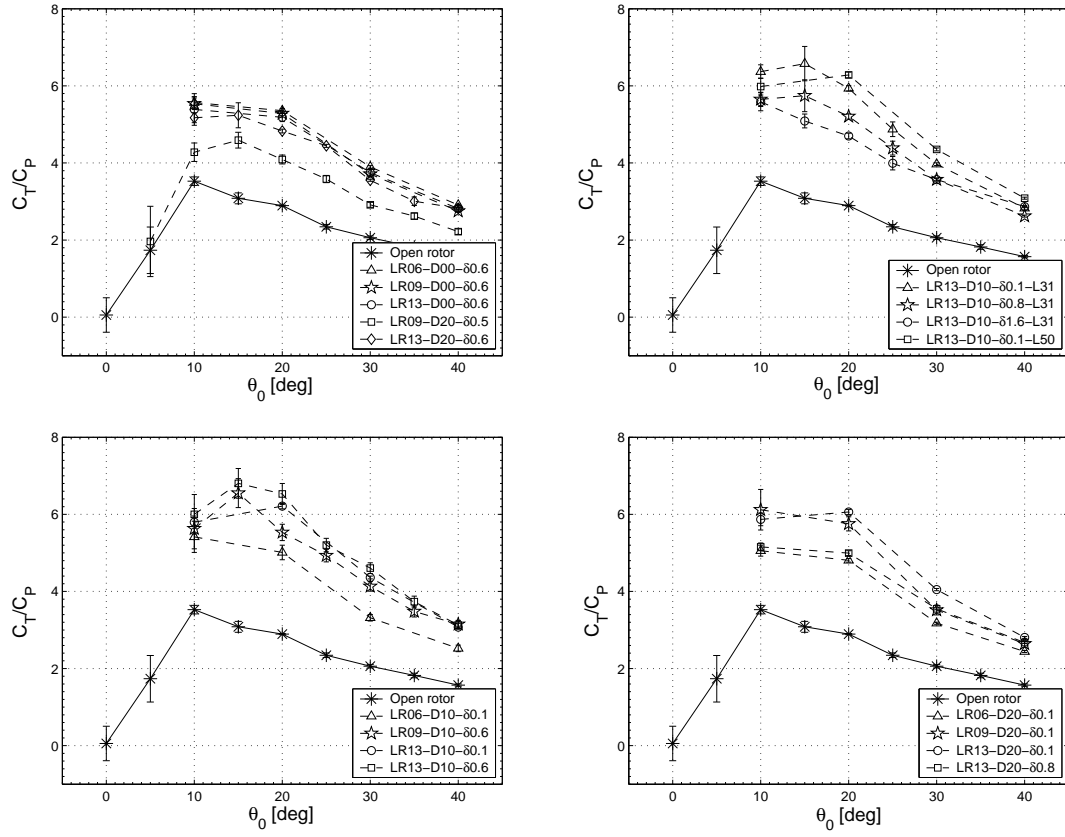 8
6
4
2
0
C_T/C_P
0 10 20 30 40
θ_0 [deg]
Open rotor
LR06−D00−δ0.6
LR09−D00−δ0.6
LR13−D00−δ0.6
LR09−D20−δ0.5
LR13−D20−δ0.6
8
6
4
2
0
C_T/C_P
0 10 20 30 40
θ_0 [deg]
Open rotor
LR13−D10−δ0.1−L31
LR13−D10−δ0.8−L31
LR13−D10−δ1.6−L31
LR13−D10−δ0.1−L50
8
6
4
2
0
C_T/C_P
0 10 20 30 40
θ_0 [deg]
Open rotor
LR06−D10−δ0.1
LR09−D10−δ0.6
LR13−D10−δ0.1
LR13−D10−δ0.6
8
6
4
2
0
C_T/C_P
0 10 20 30 40
θ_0 [deg]
Open rotor
LR06−D20−δ0.1
LR09−D20−δ0.1
LR13−D20−δ0.1
LR13−D20−δ0.8